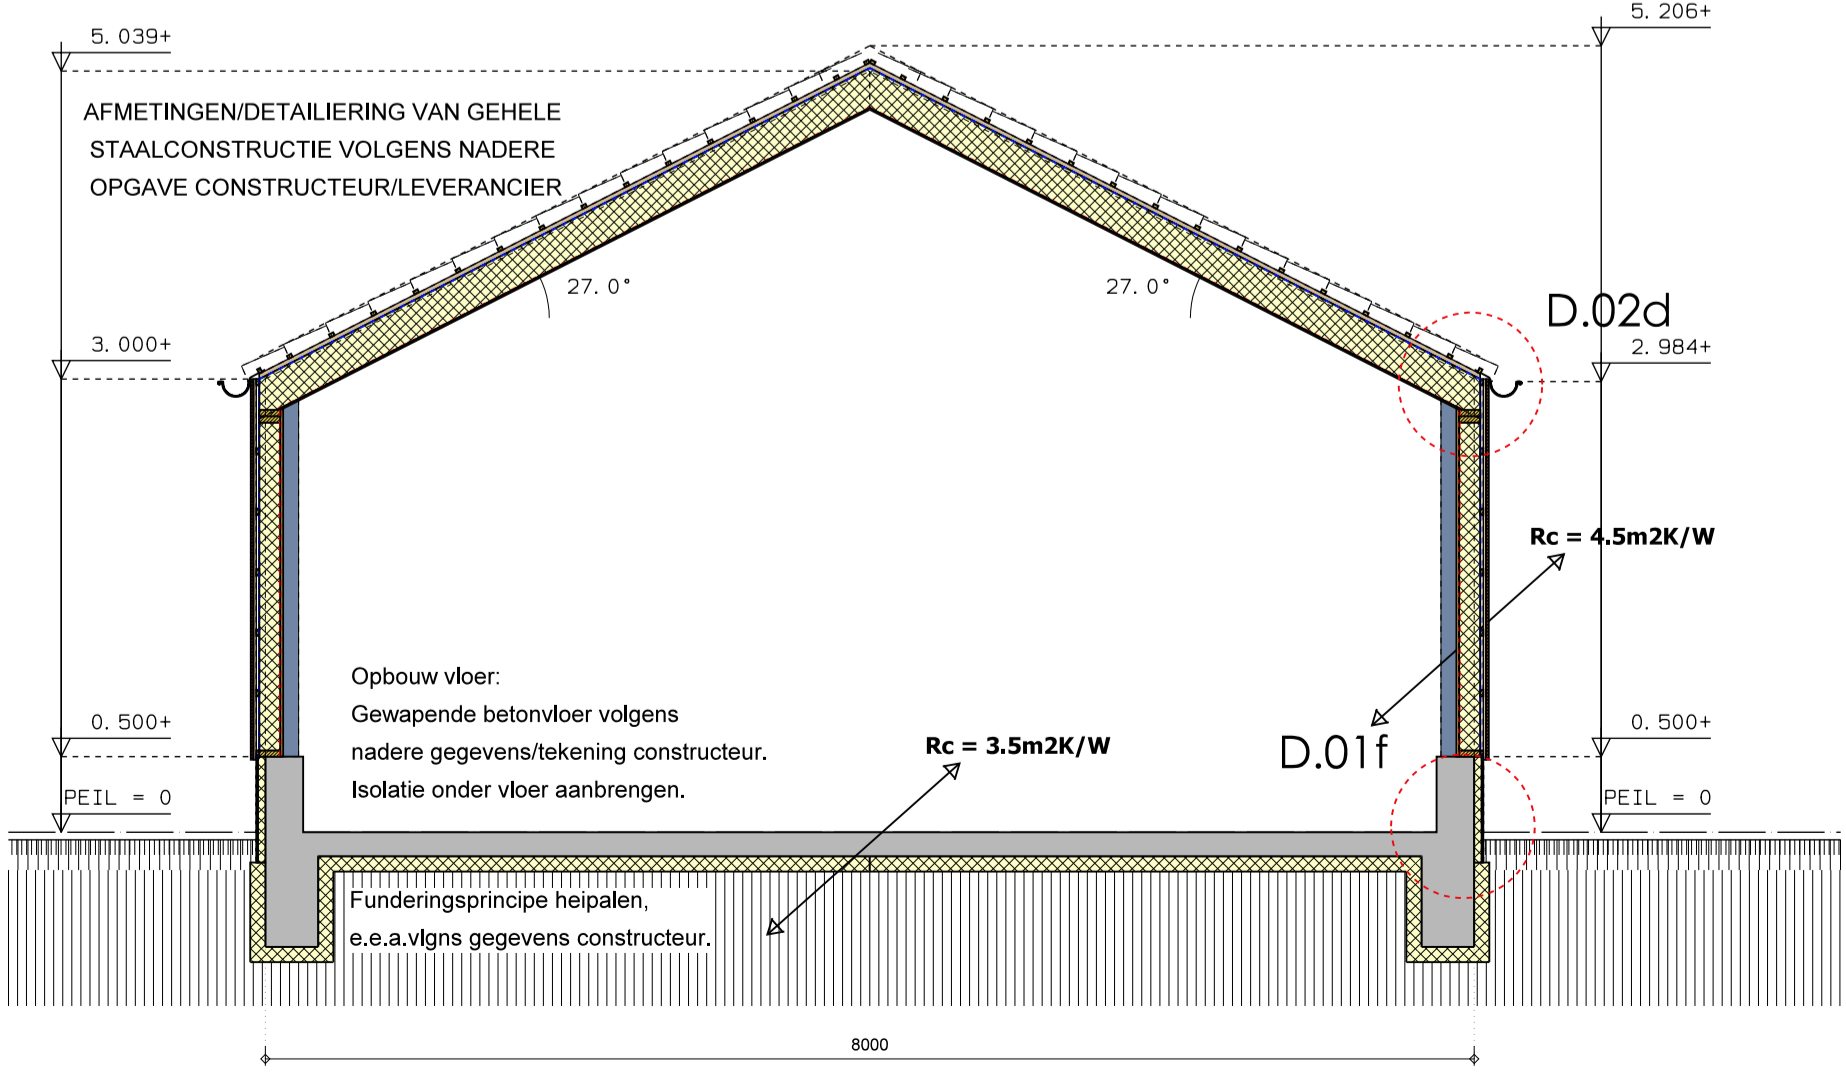 5.039+
5.206+
AFMETINGEN/DETAILIERING VAN GEHELE
STAALCONSTRUCTIE VOLGENS NADERE
OPGAVE CONSTRUCTEUR/LEVERANCIER
27.0°
27.0°
D.02d
3.000+
2.984+
Rc = 4.5m2K/W
Opbouw vloer:
Gewapende betonvloer volgens
nadere gegevens/tekening constructeur.
Isolatie onder vloer aanbrengen.
0.500+
0.500+
Rc = 3.5m2K/W
D.01f
PEIL = 0
PEIL = 0
Funderingsprincipe heipalen,
e.e.a.vlgns gegevens constructeur.
8000